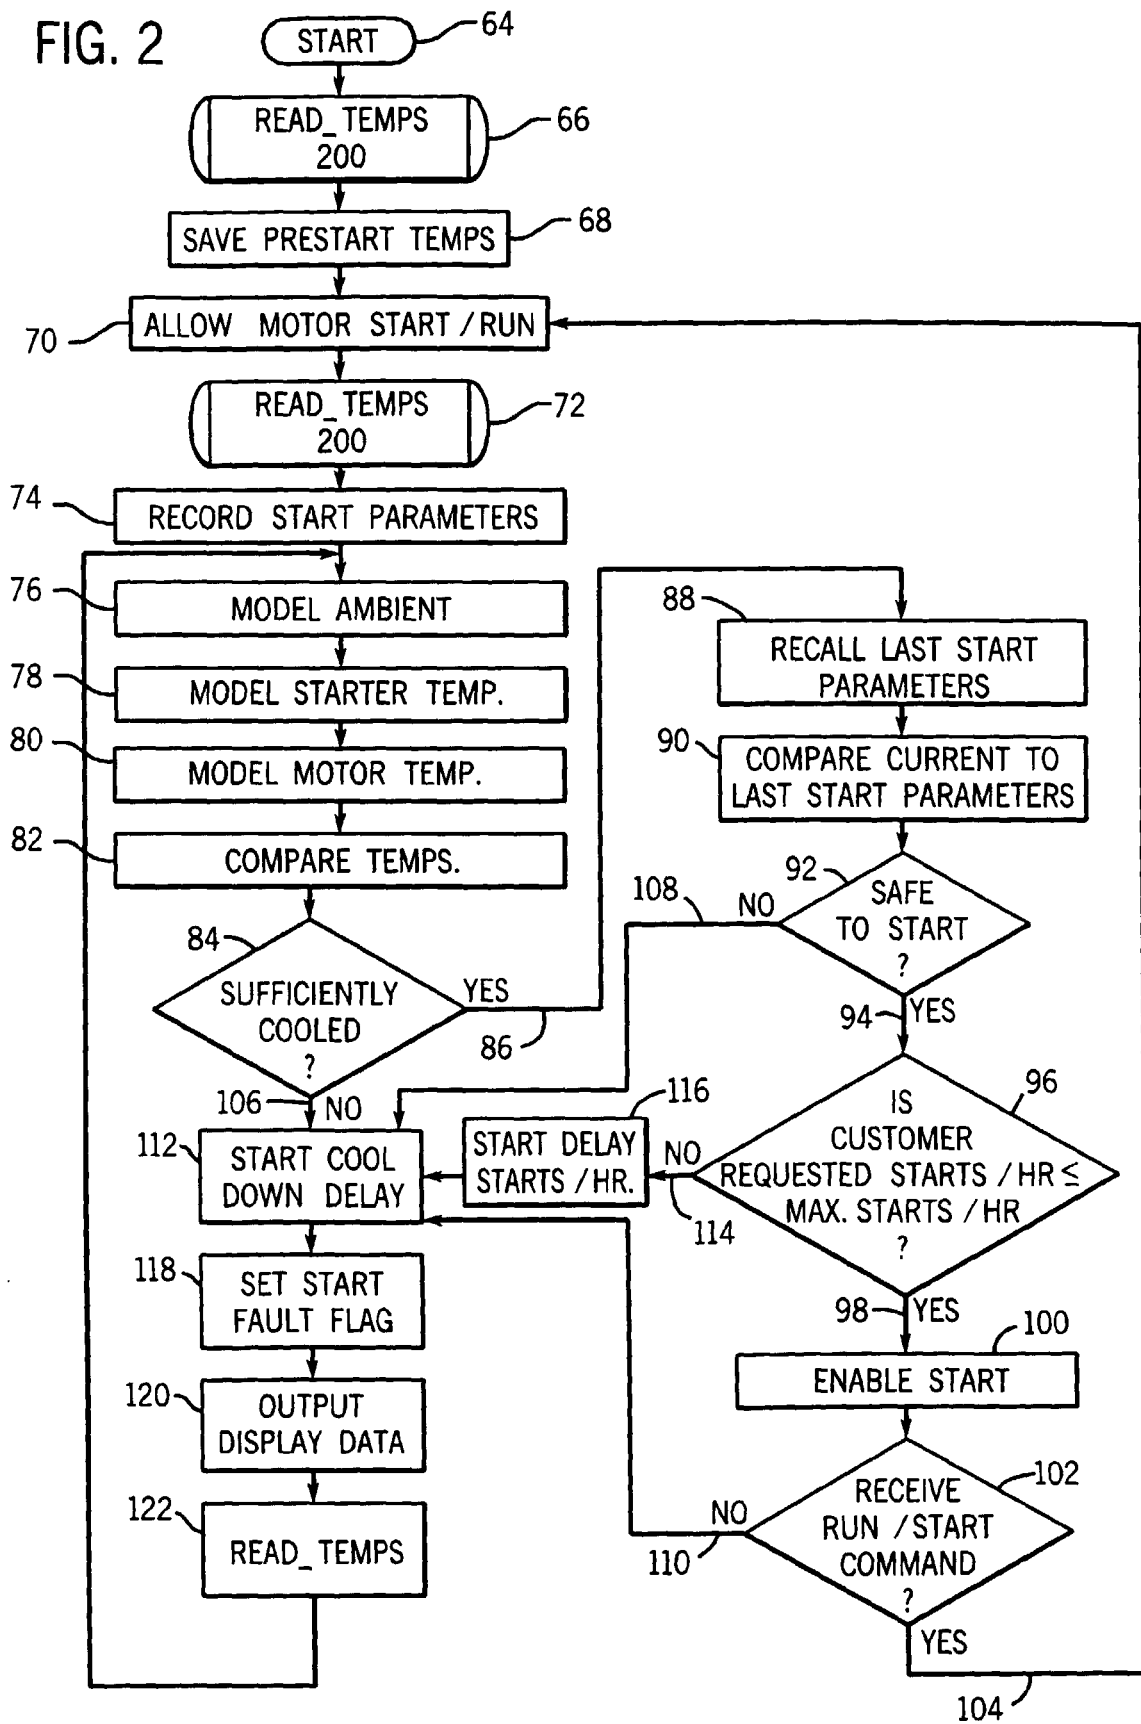 FIG. 2
START
64
READ_TEMPS
200
66
SAVE PRESTART TEMPS
68
ALLOW MOTOR START / RUN
70
READ_TEMPS
200
72
74
RECORD START PARAMETERS
76
MODEL AMBIENT
78
MODEL STARTER TEMP.
80
MODEL MOTOR TEMP.
82
COMPARE TEMPS.
84
SUFFICIENTLY
COOLED
?
YES
86
106
NO
88
RECALL LAST START
PARAMETERS
90
COMPARE CURRENT TO
LAST START PARAMETERS
92
SAFE
TO START
?
108
NO
94
YES
96
IS
CUSTOMER
REQUESTED STARTS / HR ≤
MAX. STARTS / HR
?
NO
114
116
START DELAY
STARTS / HR.
112
START COOL
DOWN DELAY
118
SET START
FAULT FLAG
120
OUTPUT
DISPLAY DATA
122
READ_TEMPS
98
YES
100
ENABLE START
102
RECEIVE
RUN / START
COMMAND
?
NO
110
YES
104